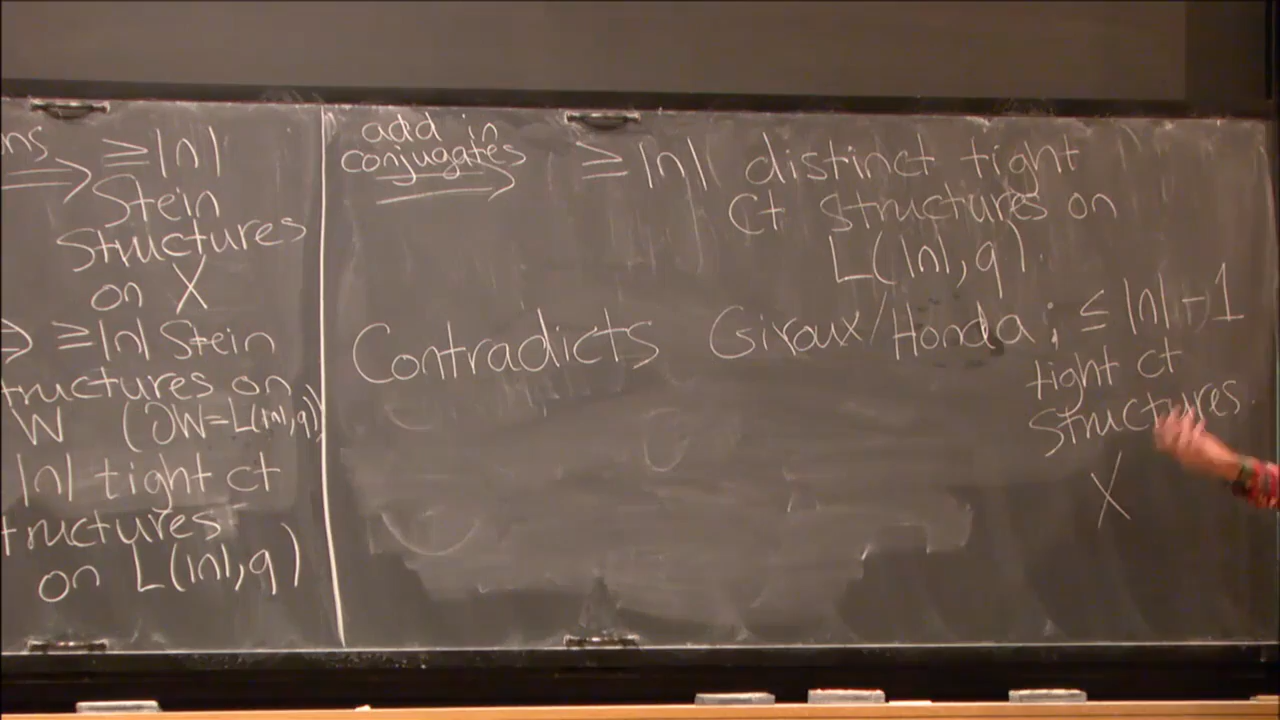 ns ⇒ ≥|n|
Stein
Structures
on X
⇒ ≥|n| Stein
tructures on
W (∂W=L(|n|,q))
|n| tight ct
tructures
on L(|n|,q)
add in
conjugates
⇒ ≥|n| distinct tight
ct structures on
L(|n|,q).
Contradicts Giroux/Honda; ≤|n|-1
tight ct
structures.
X